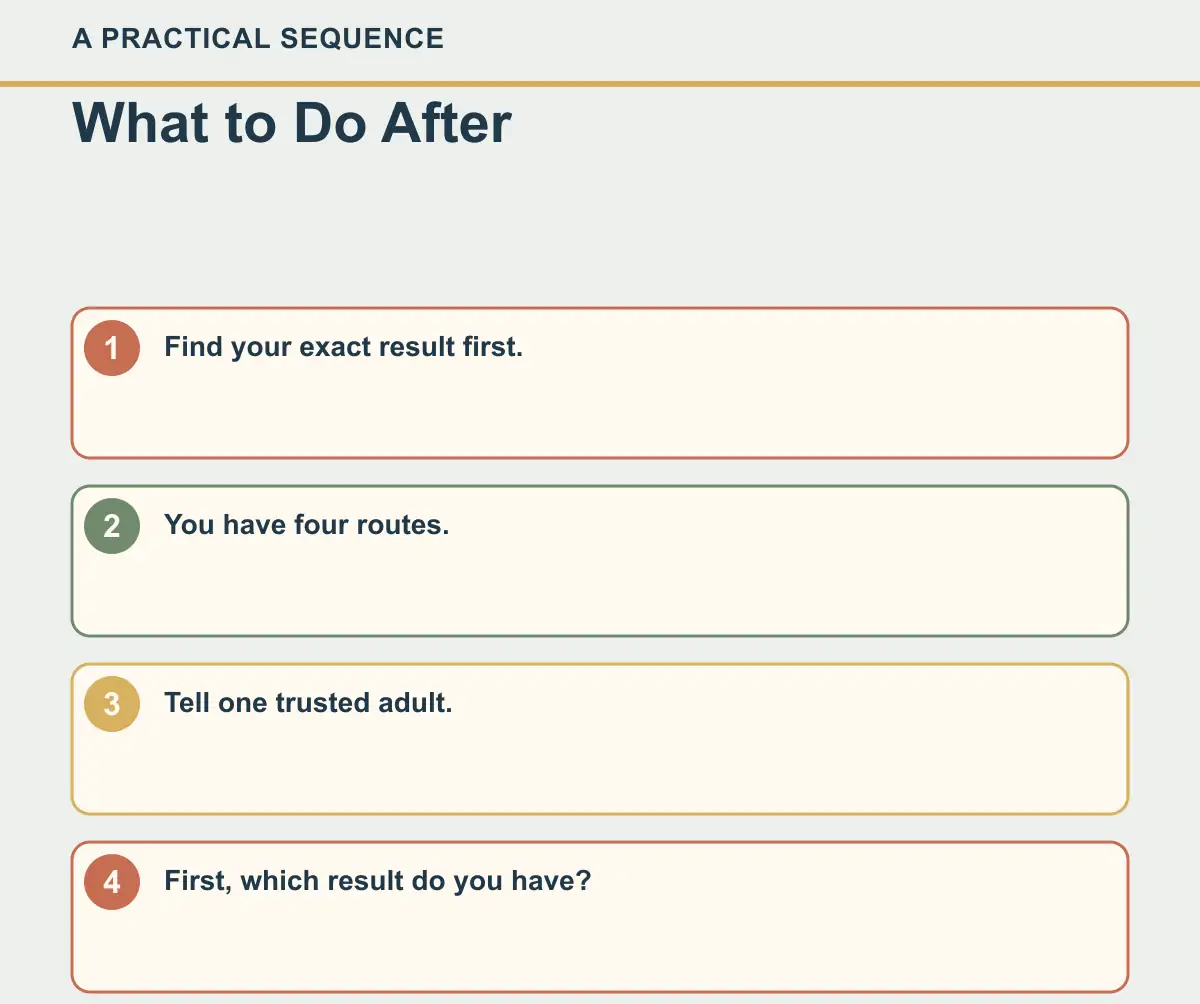 A PRACTICAL SEQUENCE
What to Do After
1 Find your exact result first.
2 You have four routes.
3 Tell one trusted adult.
4 First, which result do you have?